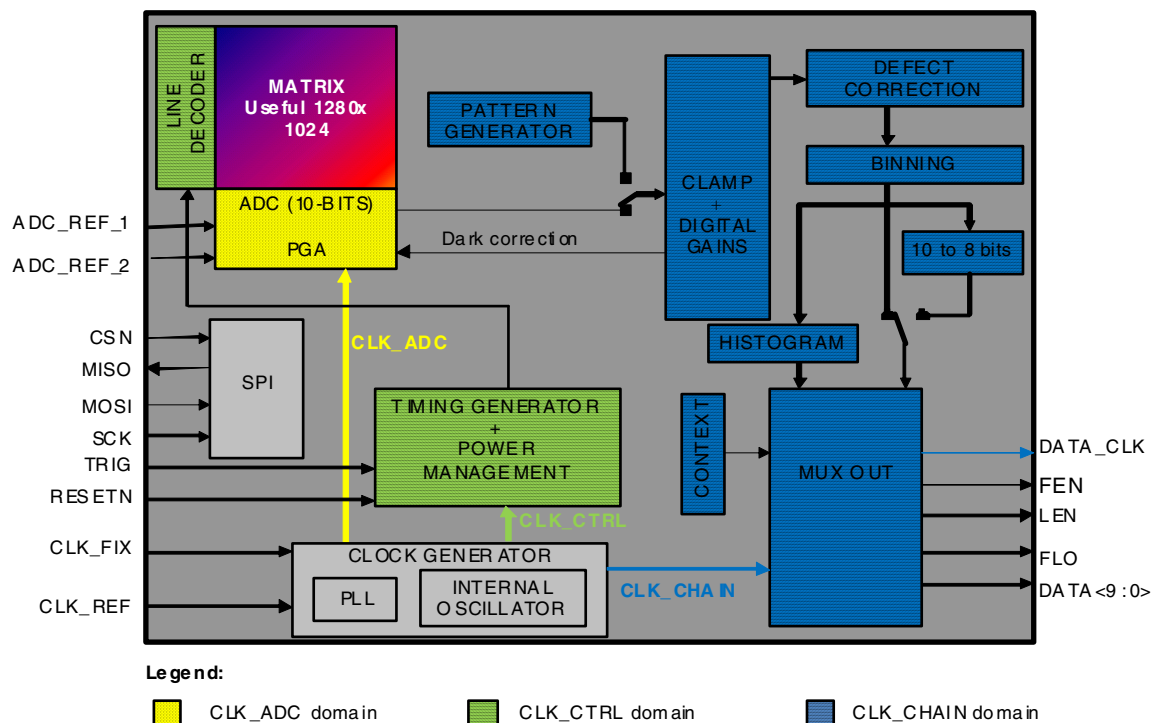 LINE
DECODER
MATRIX
Useful 1280x
1024
ADC (10-BITS)
PGA
PATTERN
GENERATOR
CLAMP
+
DIGITAL
GAINS
DEFECT
CORRECTION
BINNING
10 to 8 bits
HISTOGRAM
Dark correction
ADC_REF_1
ADC_REF_2
CSN
MISO
MOSI
SCK
TRIG
RESETN
CLK_FIX
CLK_REF
SPI
CLK_ADC
TIMING GENERATOR
+
POWER
MANAGEMENT
CLK_CTRL
CLOCK GENERATOR
PLL
INTERNAL
OSCILLATOR
CLK_CHAIN
CONTEXT
MUX OUT
DATA_CLK
FEN
LEN
FLO
DATA<9:0>
Legend:
CLK_ADC domain
CLK_CTRL domain
CLK_CHAIN domain